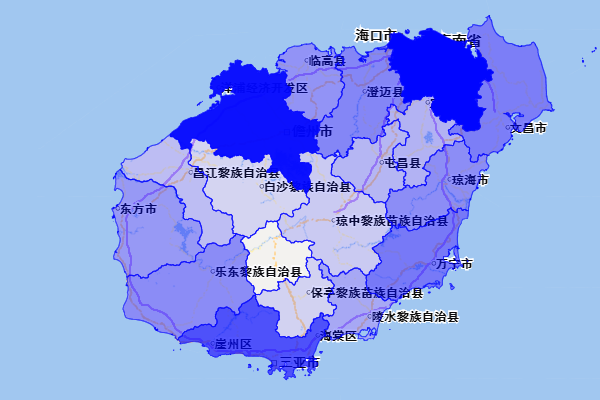 海口市
海南省
临高县
洋浦经济开发区
澄迈县
儋州市
文昌市
屯昌县
昌江黎族自治县
白沙黎族自治县
琼海市
东方市
琼中黎族苗族自治县
万宁市
乐东黎族自治县
保亭黎族苗族自治县
陵水黎族自治县
海棠区
崖州区
三亚市